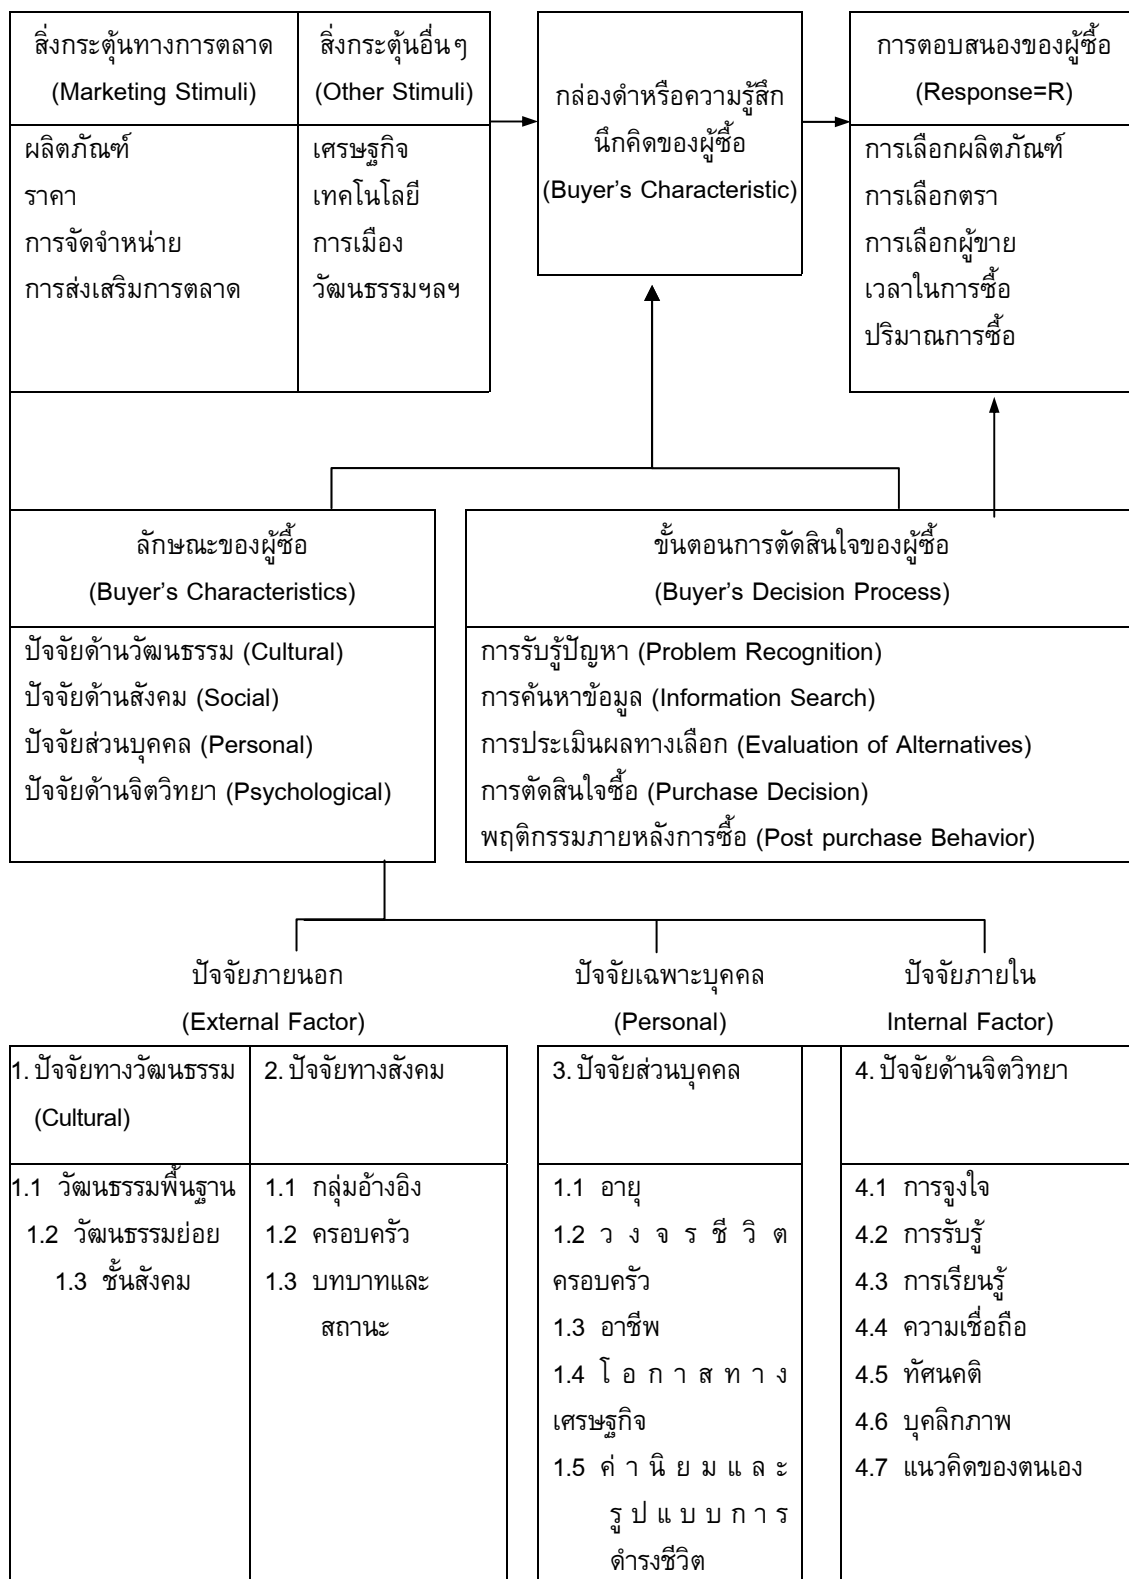 สิ่งกระตุ้นทางการตลาด
(Marketing Stimuli)
ผลิตภัณฑ์
ราคา
การจัดจำหน่าย
การส่งเสริมการตลาด
สิ่งกระตุ้นอื่นๆ
(Other Stimuli)
เศรษฐกิจ
เทคโนโลยี
การเมือง
วัฒนธรรมฯลฯ
กล่องดำหรือความรู้สึก
นึกคิดของผู้ซื้อ
(Buyer's Characteristic)
การตอบสนองของผู้ซื้อ
(Response=R)
การเลือกผลิตภัณฑ์
การเลือกตรา
การเลือกผู้ขาย
เวลาในการซื้อ
ปริมาณการซื้อ
ลักษณะของผู้ซื้อ
(Buyer's Characteristics)
ปัจจัยด้านวัฒนธรรม (Cultural)
ปัจจัยด้านสังคม (Social)
ปัจจัยส่วนบุคคล (Personal)
ปัจจัยด้านจิตวิทยา (Psychological)
ขั้นตอนการตัดสินใจของผู้ซื้อ
(Buyer's Decision Process)
การรับรู้ปัญหา (Problem Recognition)
การค้นหาข้อมูล (Information Search)
การประเมินผลทางเลือก (Evaluation of Alternatives)
การตัดสินใจซื้อ (Purchase Decision)
พฤติกรรมภายหลังการซื้อ (Post purchase Behavior)
ปัจจัยภายนอก
(External Factor)
ปัจจัยเฉพาะบุคคล
(Personal)
ปัจจัยภายใน
Internal Factor)
1. ปัจจัยทางวัฒนธรรม
(Cultural)
1.1 วัฒนธรรมพื้นฐาน
1.2 วัฒนธรรมย่อย
1.3 ชั้นสังคม
2. ปัจจัยทางสังคม
1.1 กลุ่มอ้างอิง
1.2 ครอบครัว
1.3 บทบาทและ
สถานะ
3. ปัจจัยส่วนบุคคล
1.1 อายุ
1.2 ว ง จ ร ชี วิ ต
ครอบครัว
1.3 อาชีพ
1.4 โ อ ก า ส ท า ง
เศรษฐกิจ
1.5 ค่ า นิ ย ม แ ล ะ
รู ป แ บ บ ก า ร
ดำรงชีวิต
4. ปัจจัยด้านจิตวิทยา
4.1 การจูงใจ
4.2 การรับรู้
4.3 การเรียนรู้
4.4 ความเชื่อถือ
4.5 ทัศนคติ
4.6 บุคลิกภาพ
4.7 แนวคิดของตนเอง